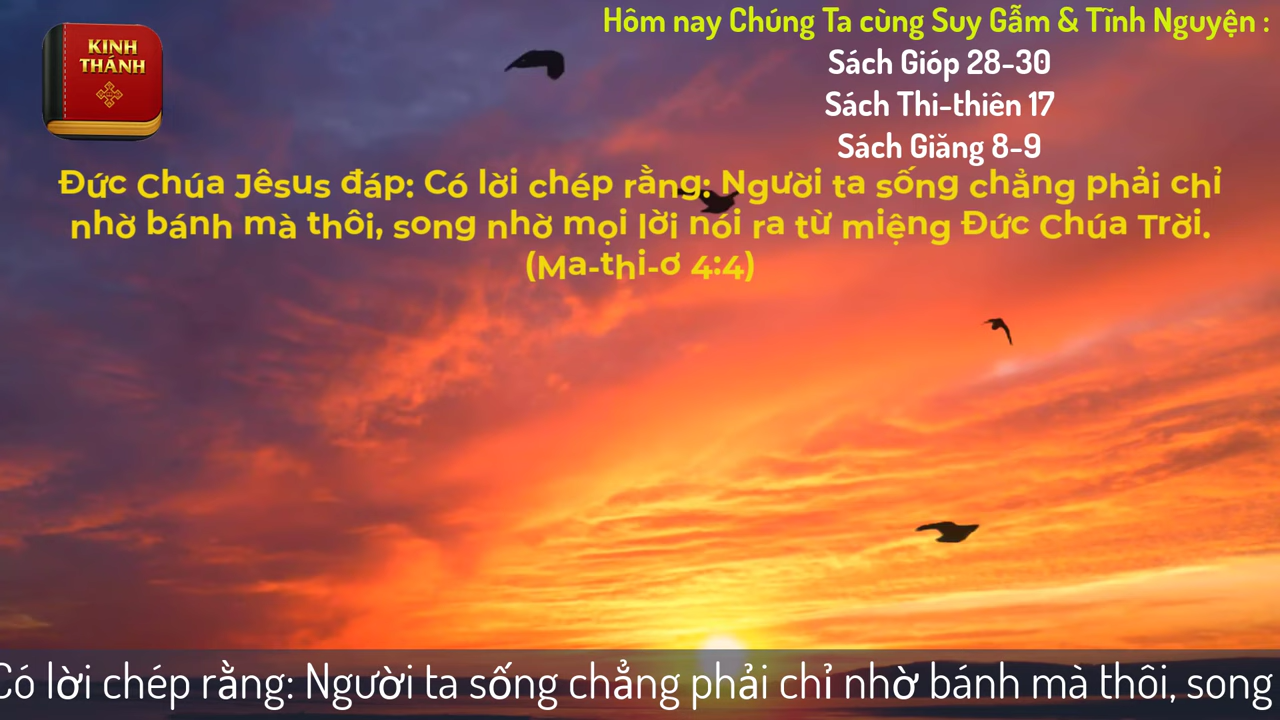 KINH
THÁNH
Hôm nay Chúng Ta cùng Suy Gẫm & Tĩnh Nguyện :
Sách Gióp 28-30
Sách Thi-thiên 17
Sách Giăng 8-9
Đức Chúa Jêsus đáp: Có lời chép rằng: Người ta sống chẳng phải chỉ
nhờ bánh mà thôi, song nhờ mọi lời nói ra từ miệng Đức Chúa Trời.
(Ma-thi-ơ 4:4)
Có lời chép rằng: Người ta sống chẳng phải chỉ nhờ bánh mà thôi, song